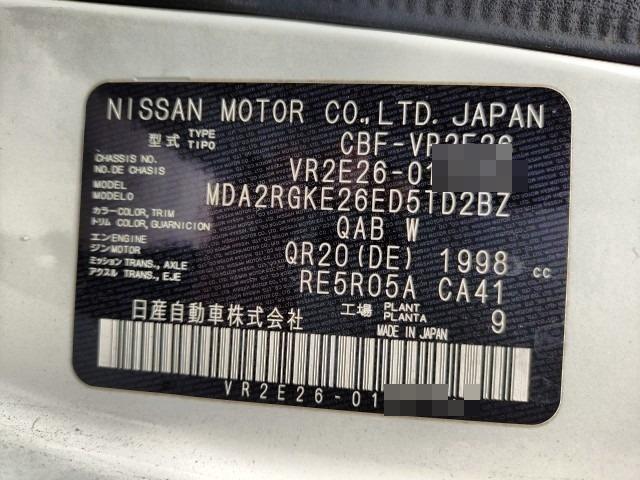 NISSAN MOTOR CO.,LTD. JAPAN
型式 TYPE TIPO CBF-VR2E26
CHASSIS NO. NO.DE CHASIS VR2E26-01
MODEL MODELO MDA2RGKE26ED5TD2BZ
カラー COLOR, TRIM トリム COLOR, GUARNICION QAB W
エンジン ENGINE MOTOR QR20(DE) 1998 cc
ミッション TRANS., AXLE アクスル TRANS., EJE RE5R05A CA41
日産自動車株式会社 工場 PLANT PLANTA 9
MADE IN JAPAN
VR2E26-01